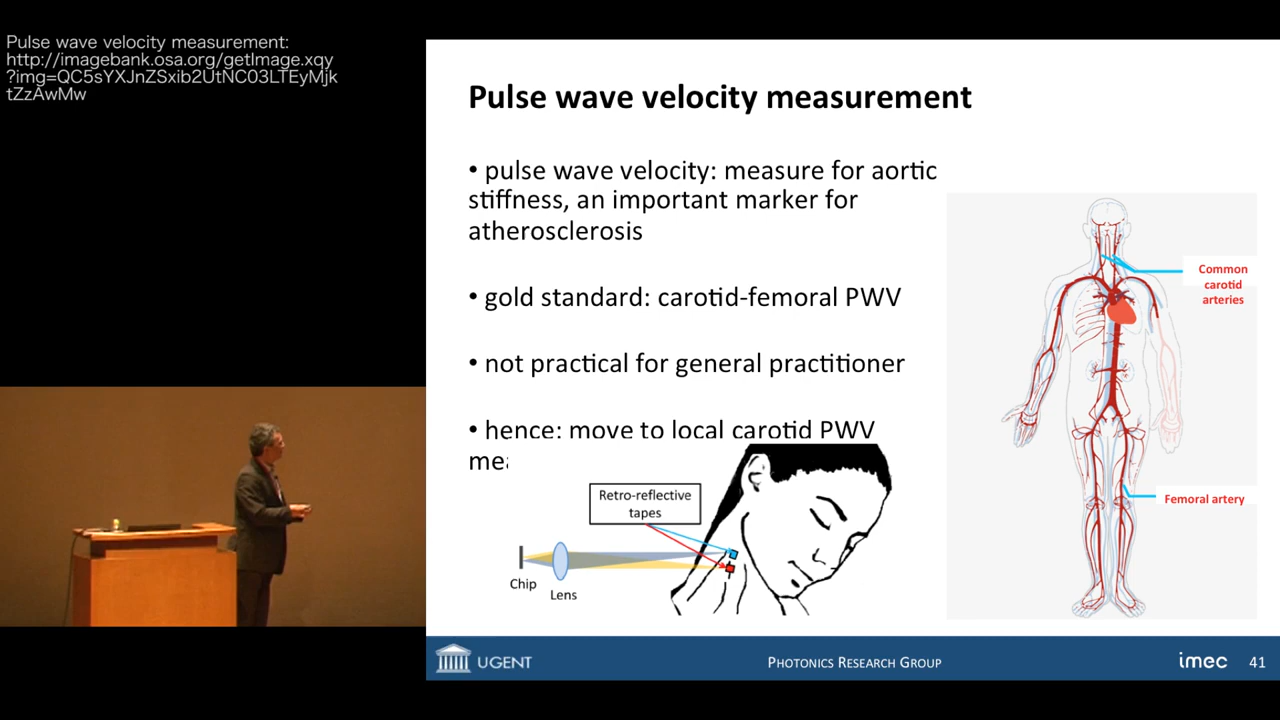 Pulse wave velocity measurement:
http://imagebank.osa.org/getImage.xqy
?img=QC5sYXJnZSxib2UtNC03LTEyMjk
tZzAwMw
Pulse wave velocity measurement
• pulse wave velocity: measure for aortic
stiffness, an important marker for
atherosclerosis
• gold standard: carotid-femoral PWV
• not practical for general practitioner
• hence: move to local carotid PWV
Retro-reflective
tapes
Chip
Lens
Common
carotid
arteries
Femoral artery
UGENT
PHOTONICS RESEARCH GROUP
imec
41